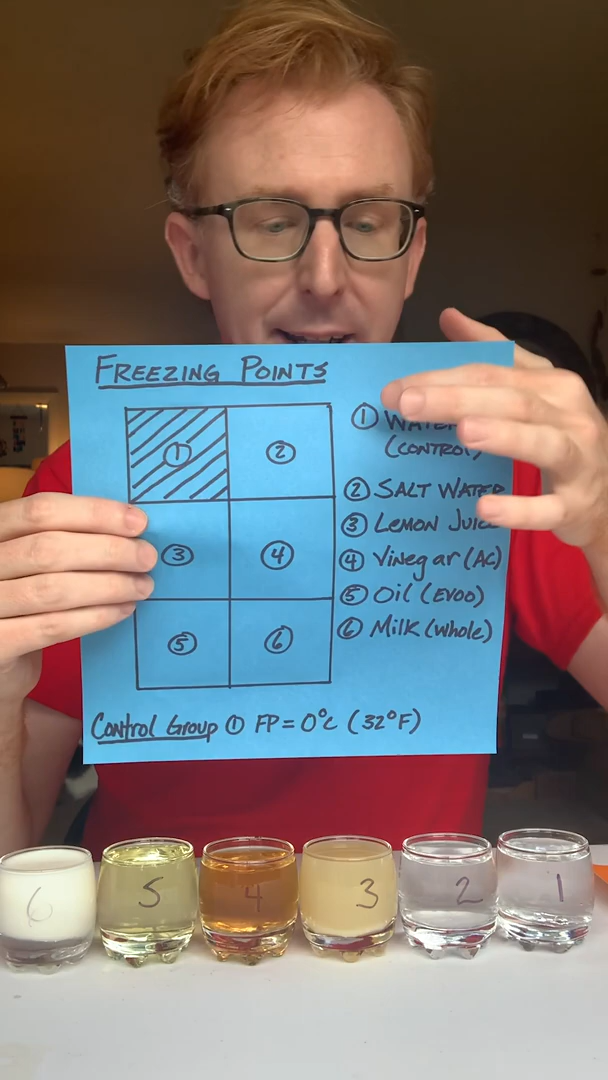 FREEZING POINTS
① WATER
(CONTROL)
② SALT WATER
③ LEMON JUICE
④ Vinegar (AC)
⑤ Oil (EVOO)
⑥ Milk (whole)
① ②
③ ④
⑤ ⑥
Control Group ① FP = 0°C (32°F)
6 5 4 3 2 1